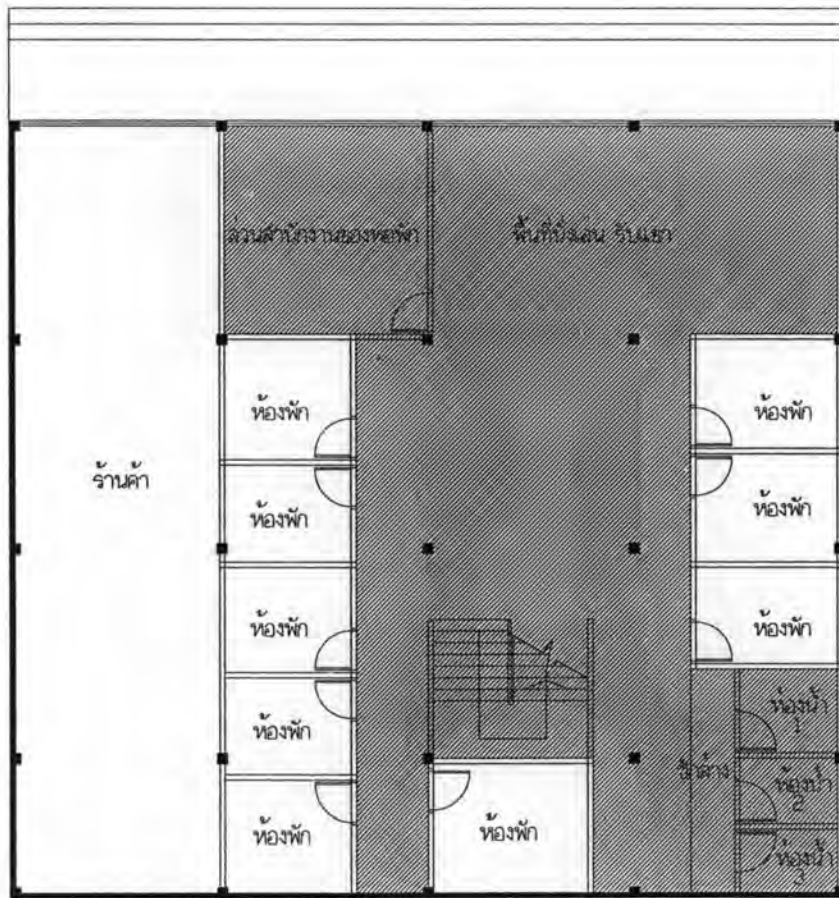 ส่วนสำนักงานของหอพัก
พื้นที่นั่งเล่น รับแขก
ห้องพัก
ห้องพัก
ร้านค้า
ห้องพัก
ห้องพัก
ห้องพัก
ห้องพัก
ห้องพัก
ห้องพัก
ห้องพัก
ห้องน้ำ
1
ซักล้าง
ห้องน้ำ
2
ห้องน้ำ
3